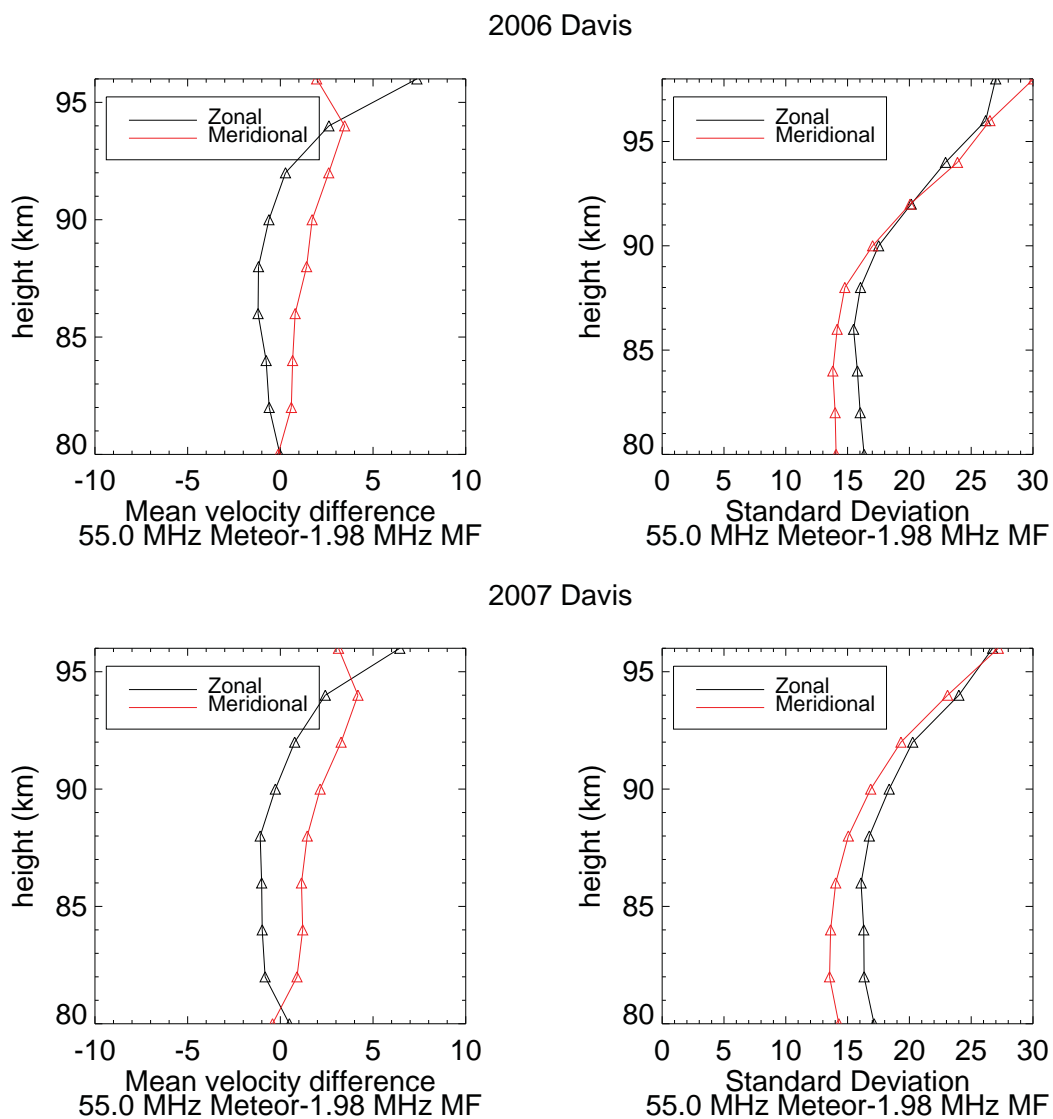 2006 Davis
Zonal
Meridional
height (km)
95
90
85
80
-10 -5 0 5 10
Mean velocity difference
55.0 MHz Meteor-1.98 MHz MF
Zonal
Meridional
height (km)
95
90
85
80
0 5 10 15 20 25 30
Standard Deviation
55.0 MHz Meteor-1.98 MHz MF
2007 Davis
Zonal
Meridional
height (km)
95
90
85
80
-10 -5 0 5 10
Mean velocity difference
55.0 MHz Meteor-1.98 MHz MF
Zonal
Meridional
height (km)
95
90
85
80
0 5 10 15 20 25 30
Standard Deviation
55.0 MHz Meteor-1.98 MHz MF